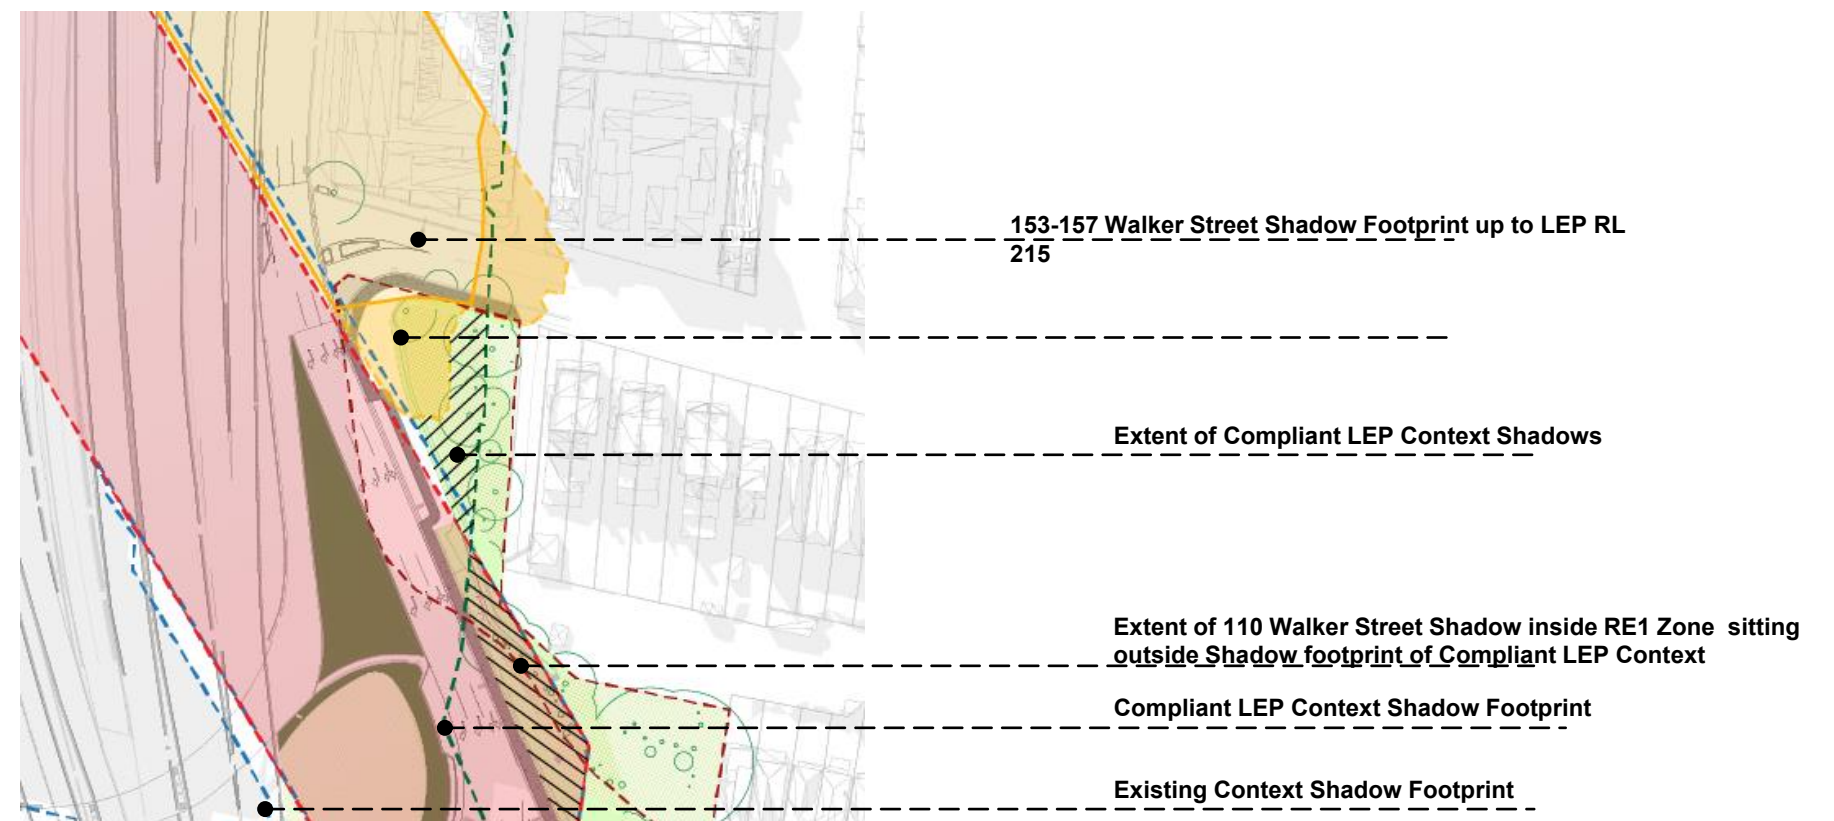 153-157 Walker Street Shadow Footprint up to LEP RL
215
Extent of Compliant LEP Context Shadows
Extent of 110 Walker Street Shadow inside RE1 Zone sitting
outside Shadow footprint of Compliant LEP Context
Compliant LEP Context Shadow Footprint
Existing Context Shadow Footprint